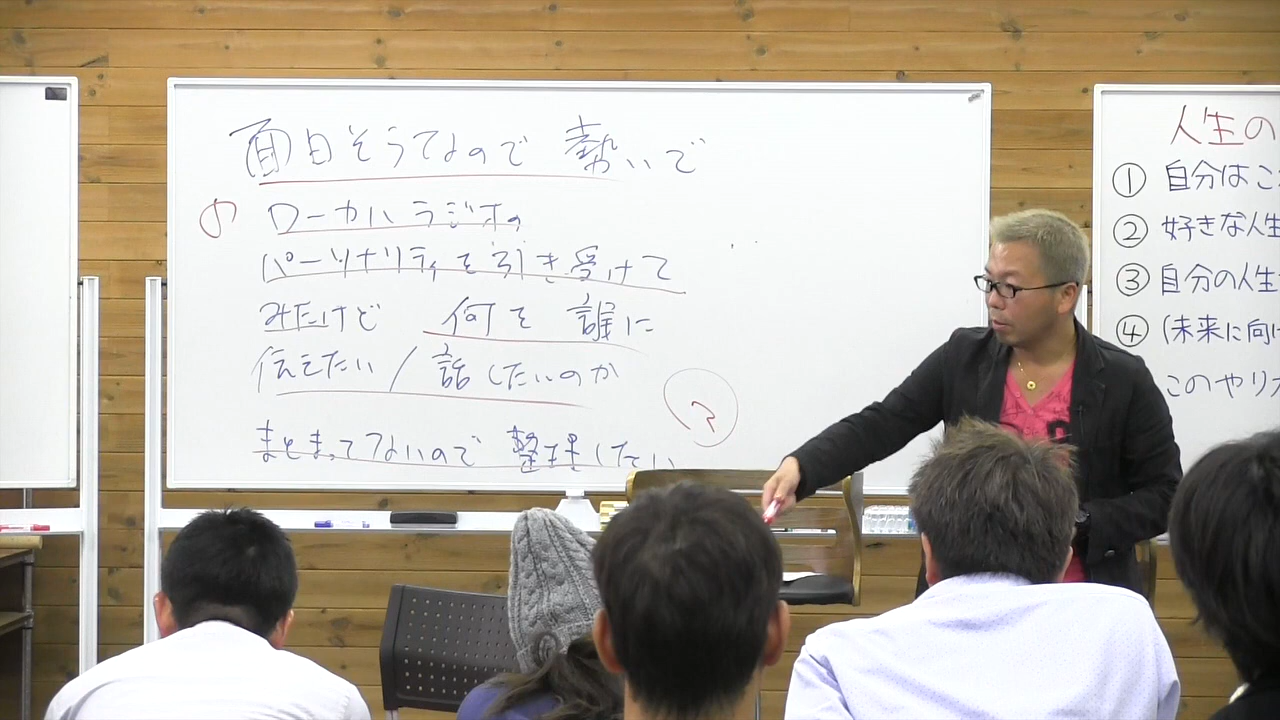 面白そうなので 勢いで
ローカルラジオの
パーソナリティを引き受けて
みたけど 何を 誰に
伝えたい / 話したいのか
まとまってないので 整理したい
?
人生の
① 自分はこ
② 好きな人生
③ 自分の人生
④ (未来に向け
このやり方